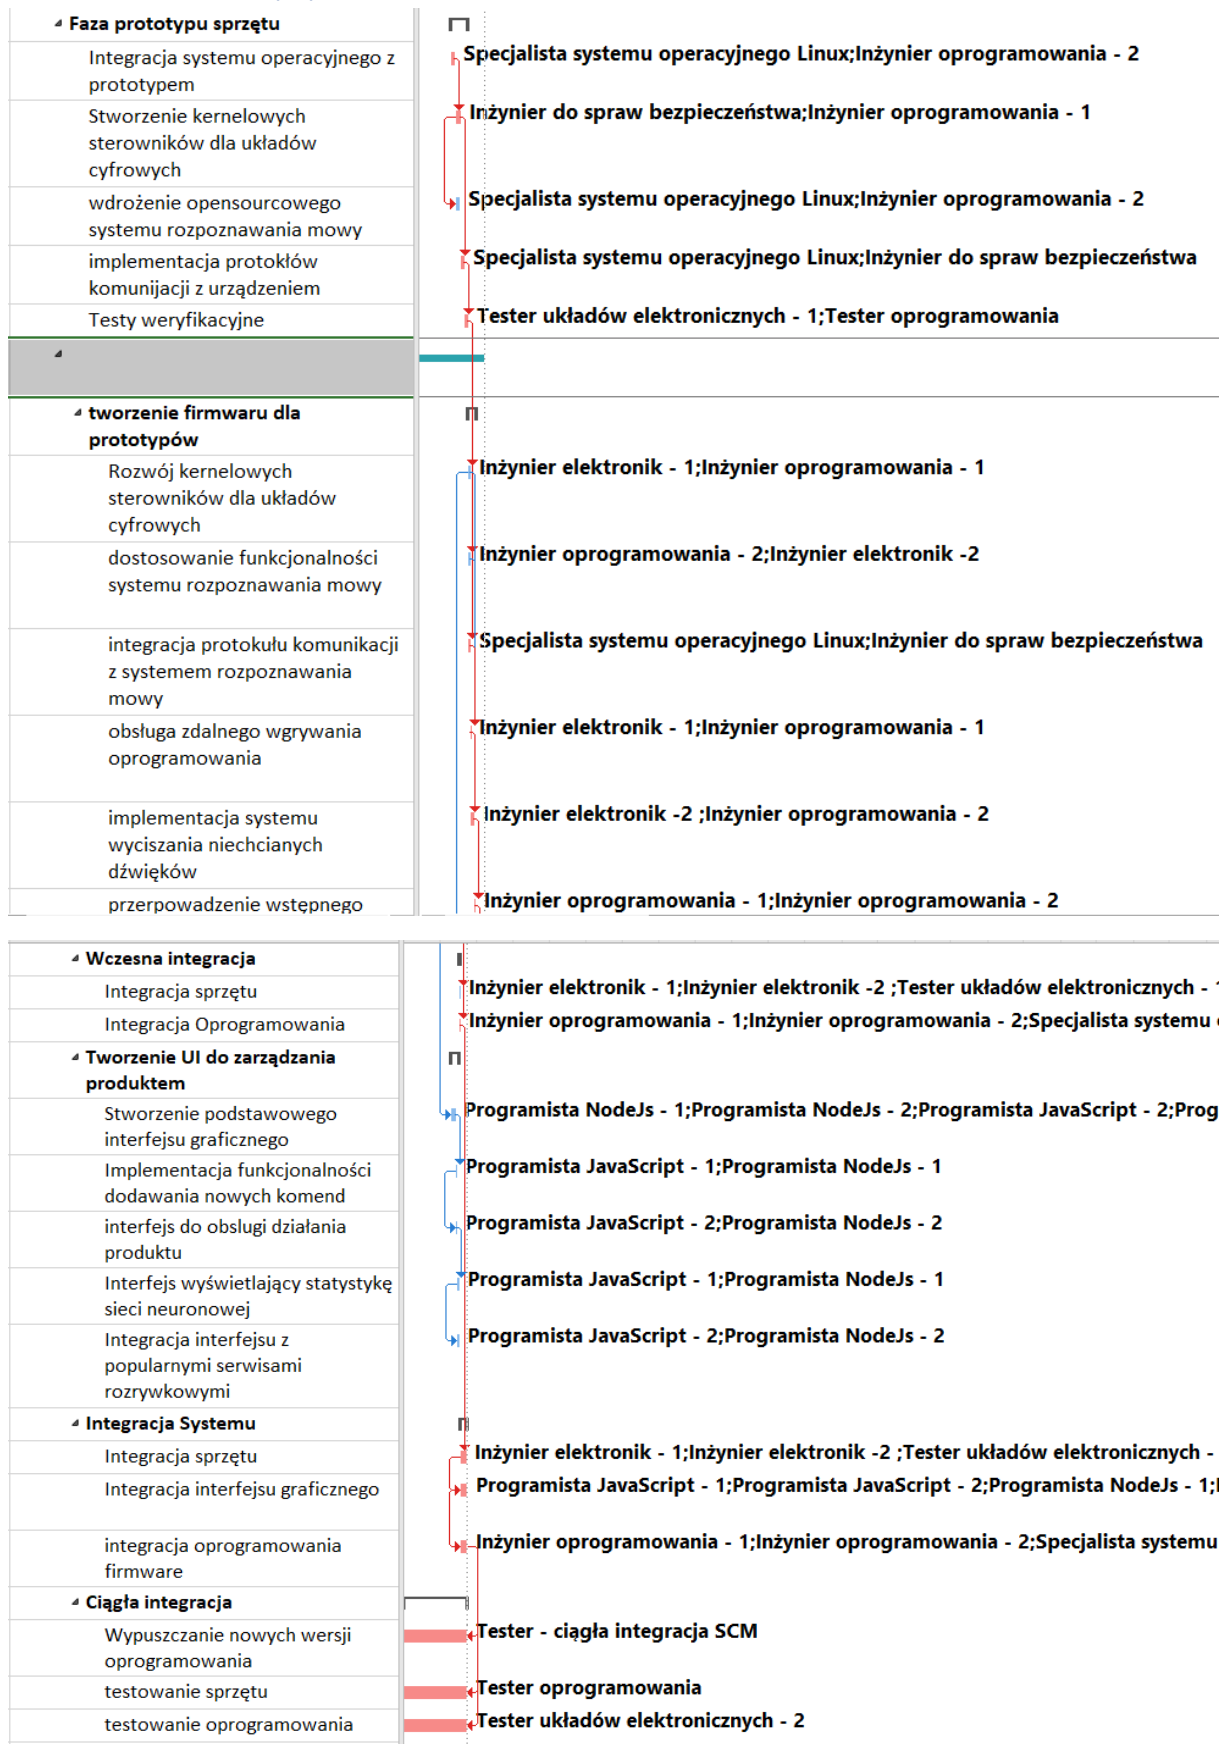 Faza prototypu sprzętu
Integracja systemu operacyjnego z
prototypem
Specjalista systemu operacyjnego Linux;Inżynier oprogramowania - 2
Stworzenie kernelowych
sterowników dla układów
cyfrowych
Inżynier do spraw bezpieczeństwa;Inżynier oprogramowania - 1
wdrożenie opensourcowego
systemu rozpoznawania mowy
Specjalista systemu operacyjnego Linux;Inżynier oprogramowania - 2
implementacja protokłów
komunijacji z urządzeniem
Specjalista systemu operacyjnego Linux;Inżynier do spraw bezpieczeństwa
Testy weryfikacyjne
Tester układów elektronicznych - 1;Tester oprogramowania
tworzenie firmwaru dla
prototypów
Rozwój kernelowych
sterowników dla układów
cyfrowych
Inżynier elektronik - 1;Inżynier oprogramowania - 1
dostosowanie funkcjonalności
systemu rozpoznawania mowy
Inżynier oprogramowania - 2;Inżynier elektronik -2
integracja protokułu komunikacji
z systemem rozpoznawania
mowy
Specjalista systemu operacyjnego Linux;Inżynier do spraw bezpieczeństwa
obsługa zdalnego wgrywania
oprogramowania
Inżynier elektronik - 1;Inżynier oprogramowania - 1
implementacja systemu
wyciszania niechcianych
dźwięków
Inżynier elektronik -2 ;Inżynier oprogramowania - 2
przerpowadzenie wstępnego
Inżynier oprogramowania - 1;Inżynier oprogramowania - 2
Wczesna integracja
Integracja sprzętu
Inżynier elektronik - 1;Inżynier elektronik -2 ;Tester układów elektronicznych - 1
Integracja Oprogramowania
Inżynier oprogramowania - 1;Inżynier oprogramowania - 2;Specjalista systemu
Tworzenie UI do zarządzania
produktem
Stworzenie podstawowego
interfejsu graficznego
Programista NodeJs - 1;Programista NodeJs - 2;Programista JavaScript - 2;Prog
Implementacja funkcjonalności
dodawania nowych komend
Programista JavaScript - 1;Programista NodeJs - 1
interfejs do obslugi działania
produktu
Programista JavaScript - 2;Programista NodeJs - 2
Interfejs wyświetlający statystykę
sieci neuronowej
Programista JavaScript - 1;Programista NodeJs - 1
Integracja interfejsu z
popularnymi serwisami
rozrywkowymi
Programista JavaScript - 2;Programista NodeJs - 2
Integracja Systemu
Integracja sprzętu
Inżynier elektronik - 1;Inżynier elektronik -2 ;Tester układów elektronicznych -
Integracja interfejsu graficznego
Programista JavaScript - 1;Programista JavaScript - 2;Programista NodeJs - 1;
integracja oprogramowania
firmware
Inżynier oprogramowania - 1;Inżynier oprogramowania - 2;Specjalista systemu
Ciągła integracja
Wypuszczanie nowych wersji
oprogramowania
Tester - ciągła integracja SCM
testowanie sprzętu
Tester oprogramowania
testowanie oprogramowania
Tester układów elektronicznych - 2